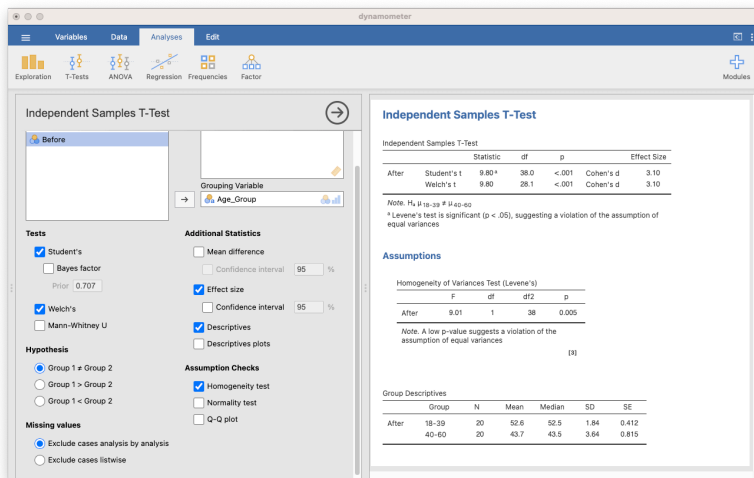 dynamometer
Variables Data Analyses Edit
Exploration T-Tests ANOVA Regression Frequencies Factor Modules
Independent Samples T-Test
Before
Grouping Variable
Age_Group
Tests
Student's
Bayes factor
Prior 0.707
Welch's
Mann-Whitney U
Hypothesis
Group 1 ≠ Group 2
Group 1 > Group 2
Group 1 < Group 2
Missing values
Exclude cases analysis by analysis
Exclude cases listwise
Additional Statistics
Mean difference
Confidence interval 95 %
Effect size
Confidence interval 95 %
Descriptives
Descriptives plots
Assumption Checks
Homogeneity test
Normality test
Q-Q plot
Independent Samples T-Test
Independent Samples T-Test
Statistic df p Effect Size
After Student's t 9.80 ᵃ 38.0 <.001 Cohen's d 3.10
Welch's t 9.80 28.1 <.001 Cohen's d 3.10
Note. Hₐ μ 18-39 ≠ μ 40-60
ᵃ Levene's test is significant (p < .05), suggesting a violation of the assumption of
equal variances
Assumptions
Homogeneity of Variances Test (Levene's)
F df df2 p
After 9.01 1 38 0.005
Note. A low p-value suggests a violation of the
assumption of equal variances
[3]
Group Descriptives
Group N Mean Median SD SE
After 18-39 20 52.6 52.5 1.84 0.412
40-60 20 43.7 43.5 3.64 0.815